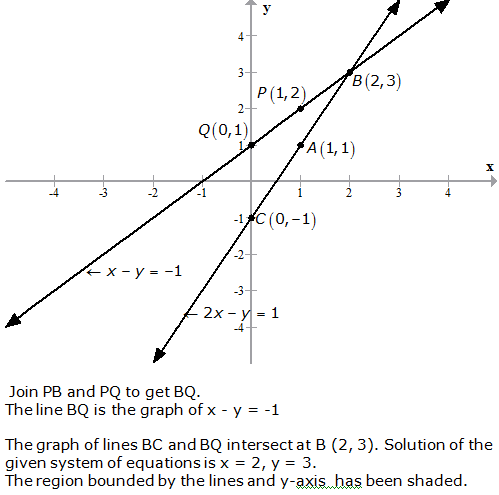 y
4
3
B(2,3)
P(1,2)
2
Q(0,1)
1
A(1,1)
x
-4 -3 -2 -1 1 2 3 4
-1 C(0,−1)
-2
← x − y = −1
-3
← 2x − y = 1
-4
Join PB and PQ to get BQ.
The line BQ is the graph of x - y = -1
The graph of lines BC and BQ intersect at B (2, 3). Solution of the
given system of equations is x = 2, y = 3.
The region bounded by the lines and y-axis has been shaded.